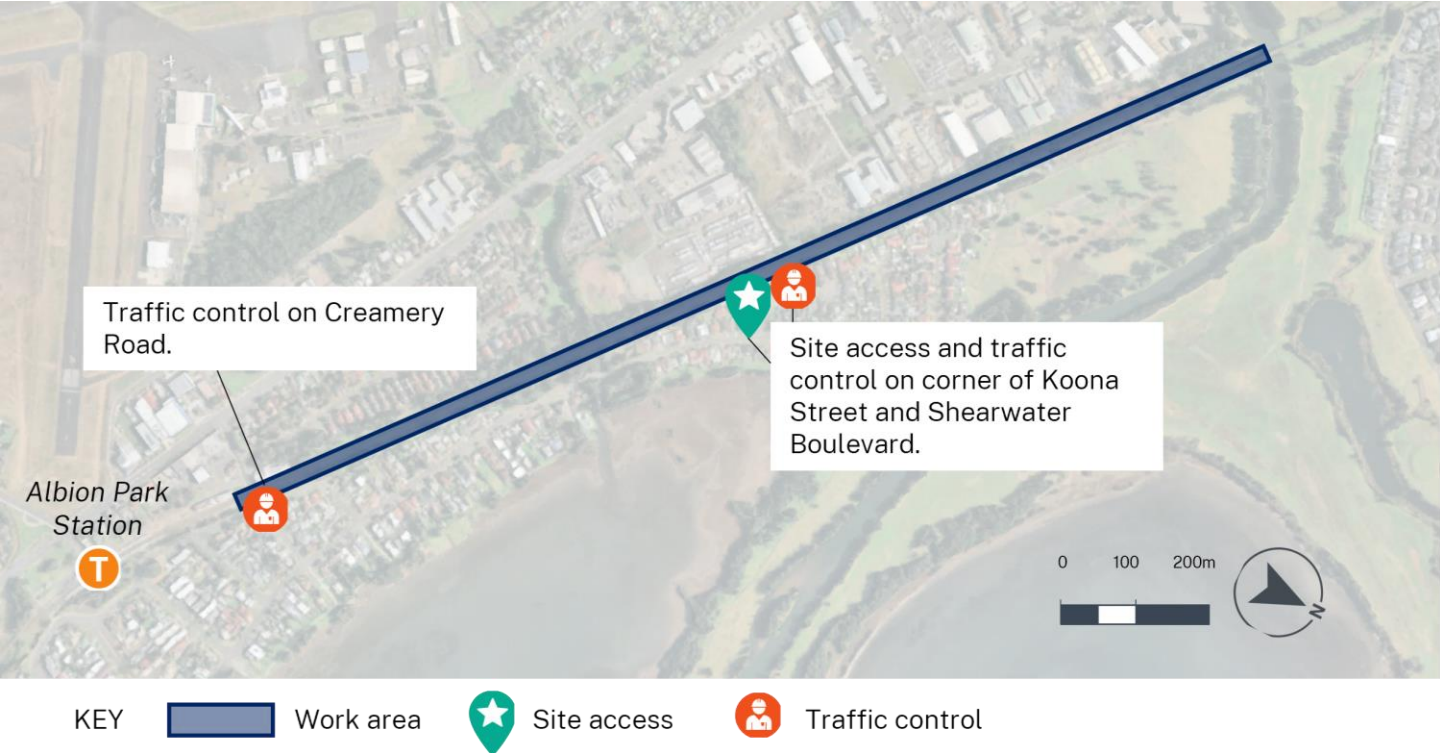 Traffic control on Creamery
Road.
Site access and traffic
control on corner of Koona
Street and Shearwater
Boulevard.
Albion Park
Station
T
0 100 200m
N
KEY Work area Site access Traffic control